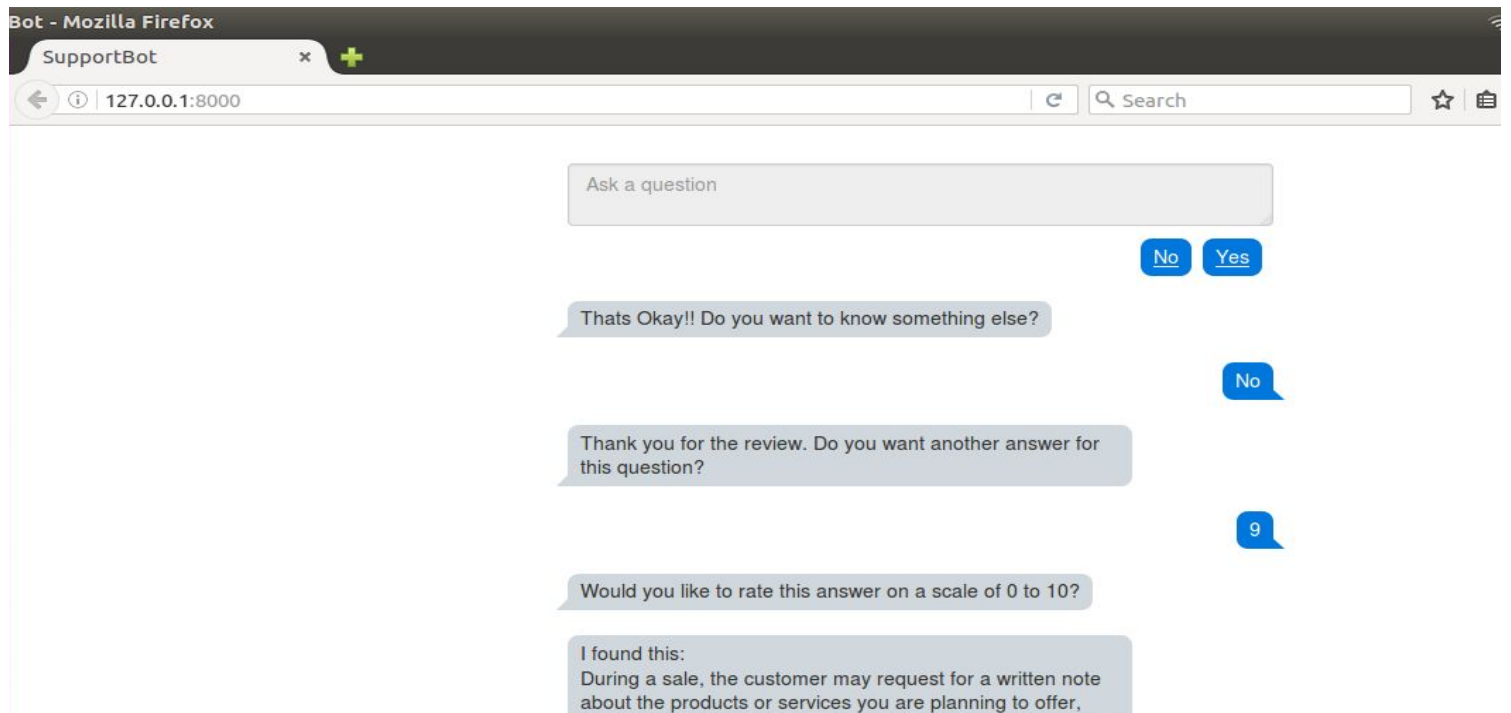 Bot - Mozilla Firefox
SupportBot
127.0.0.1:8000
Search
Ask a question
No Yes
Thats Okay!! Do you want to know something else?
No
Thank you for the review. Do you want another answer for
this question?
9
Would you like to rate this answer on a scale of 0 to 10?
I found this:
During a sale, the customer may request for a written note
about the products or services you are planning to offer,